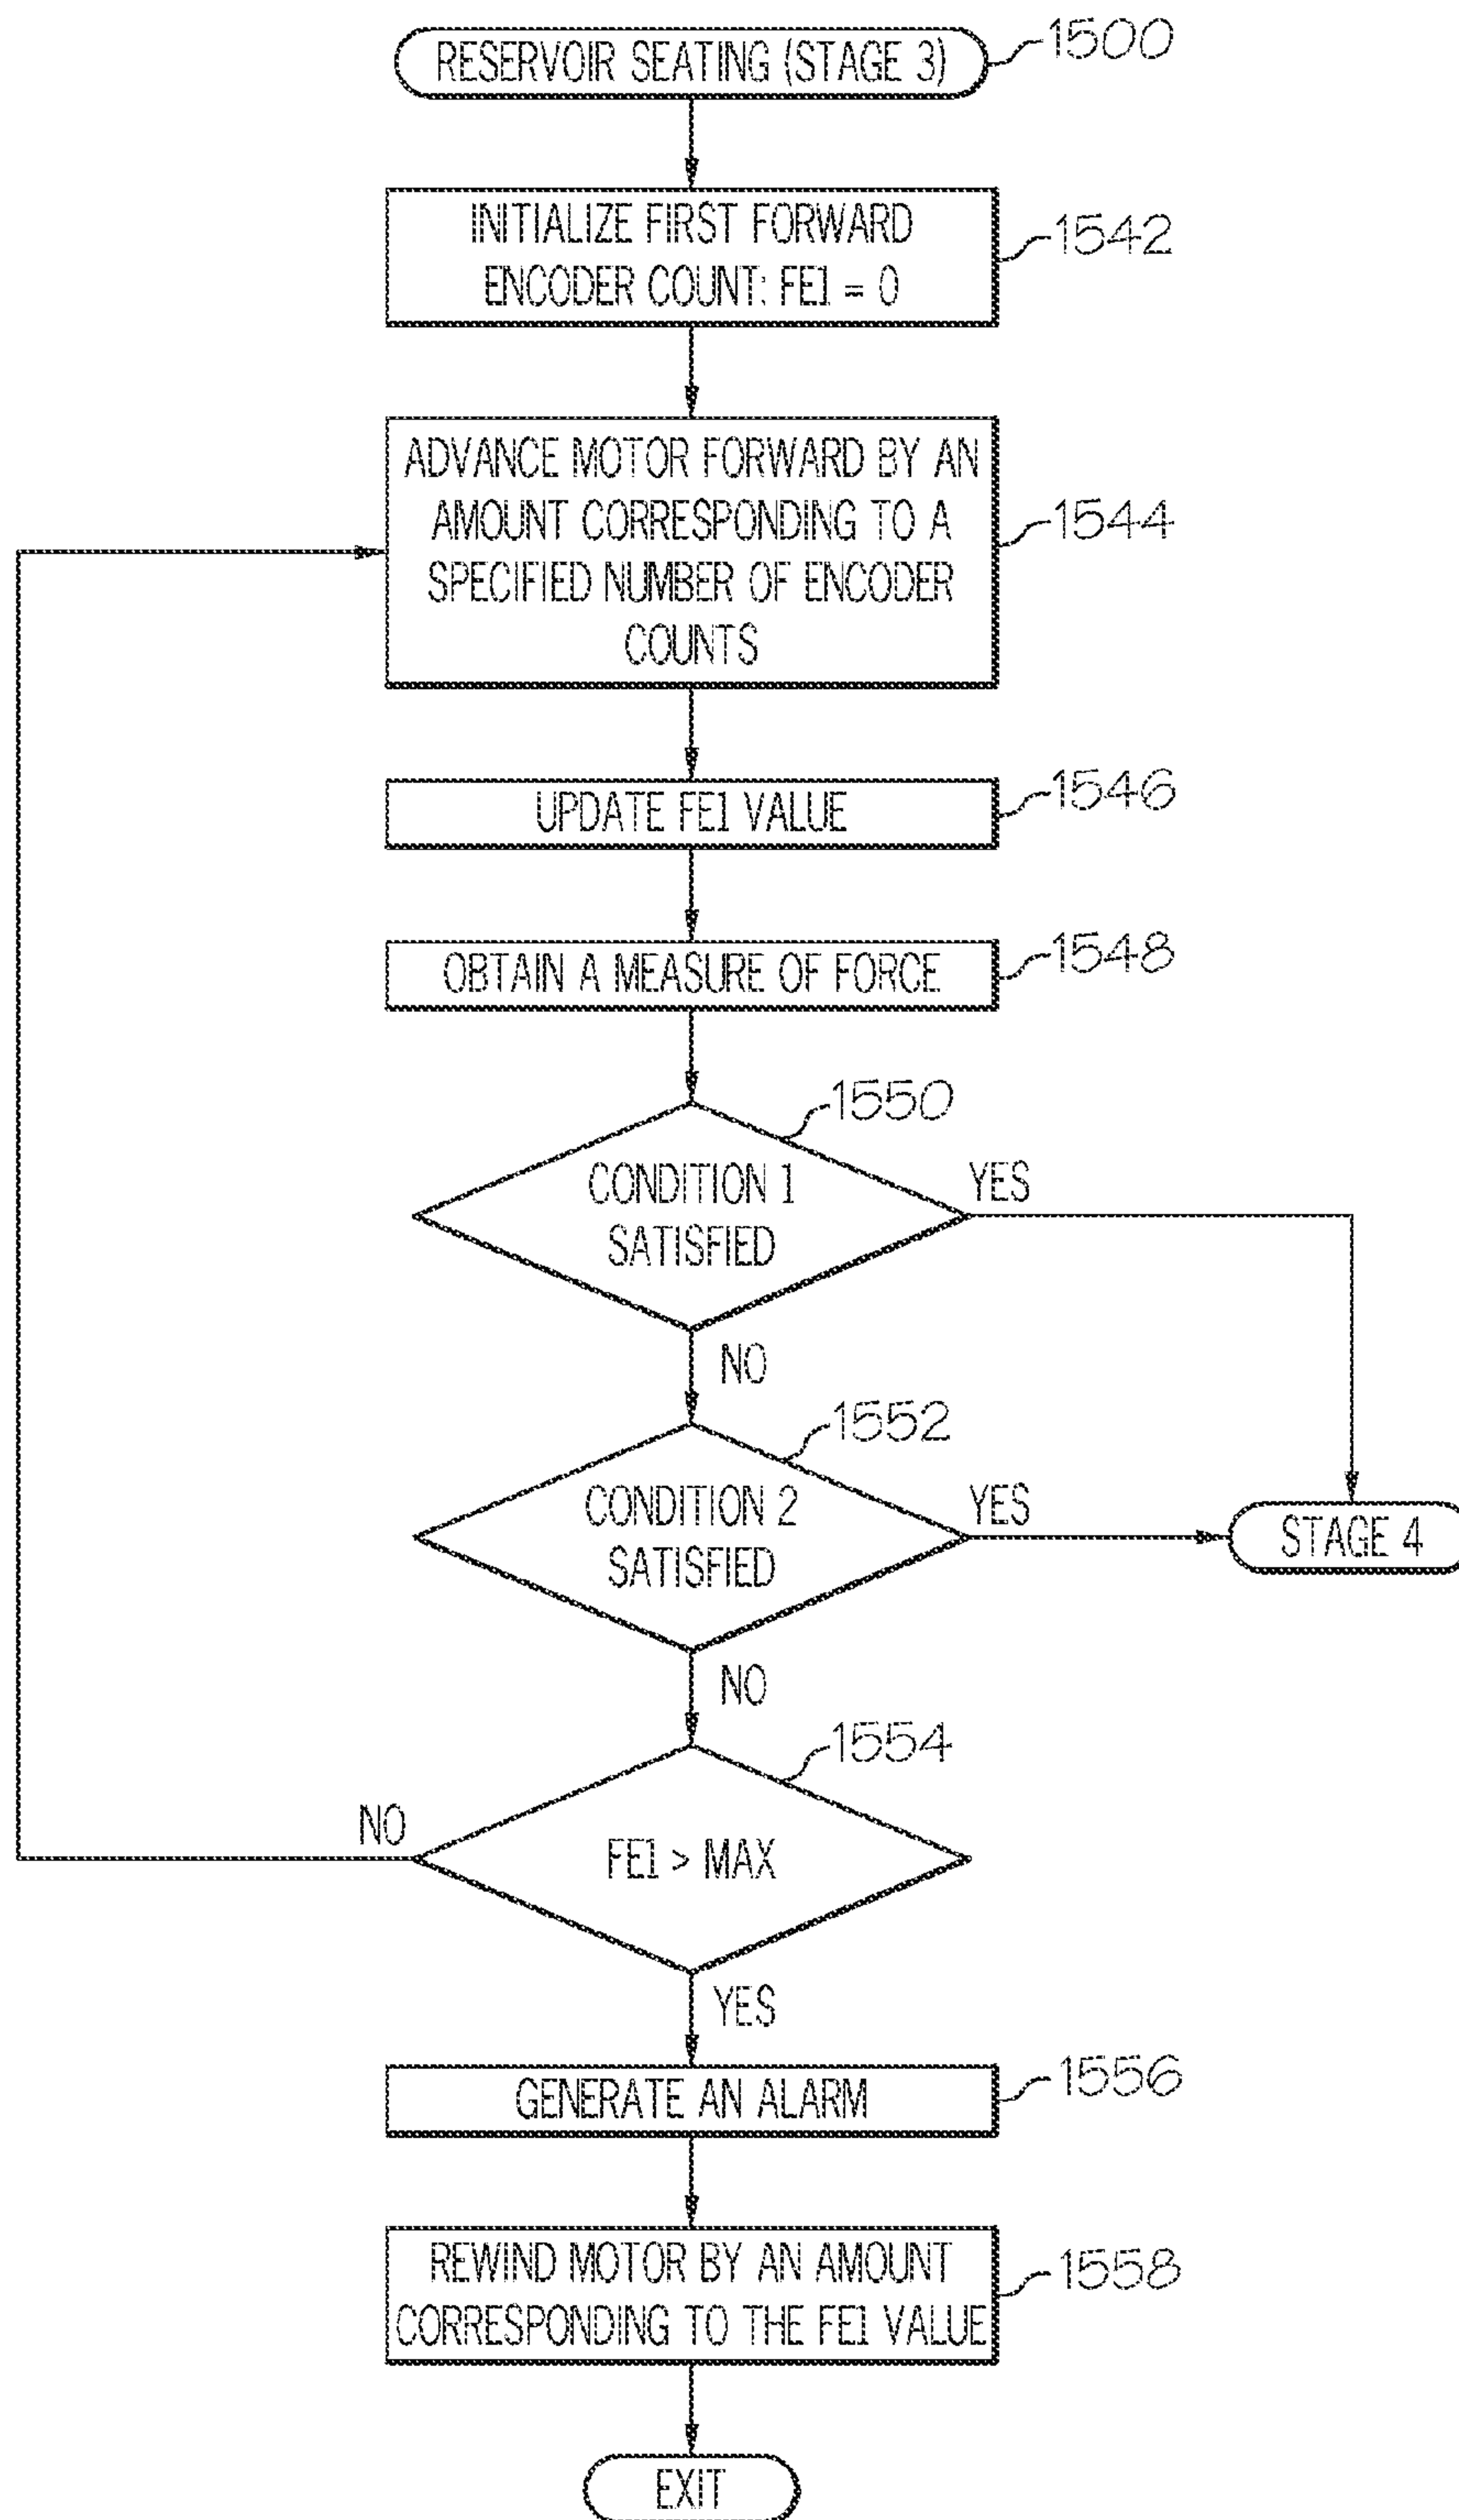 RESERVOIR SEATING (STAGE 3)
1500
INITIALIZE FIRST FORWARD
ENCODER COUNT: FE1 = 0
1542
ADVANCE MOTOR FORWARD BY AN
AMOUNT CORRESPONDING TO A
SPECIFIED NUMBER OF ENCODER
COUNTS
1544
UPDATE FE1 VALUE
1546
OBTAIN A MEASURE OF FORCE
1548
1550
CONDITION 1
SATISFIED
YES
NO
1552
CONDITION 2
SATISFIED
YES
STAGE 4
NO
1554
FE1 > MAX
NO
YES
GENERATE AN ALARM
1556
REWIND MOTOR BY AN AMOUNT
CORRESPONDING TO THE FE1 VALUE
1558
EXIT